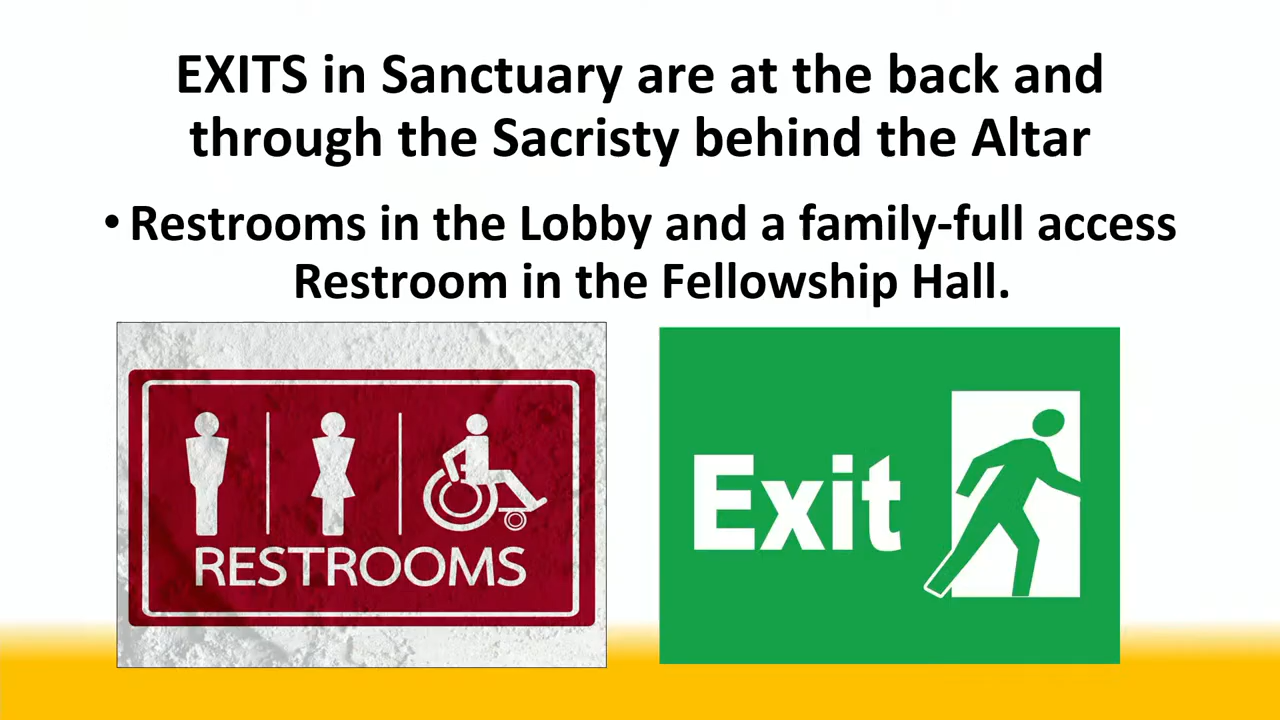 EXITS in Sanctuary are at the back and
through the Sacristy behind the Altar
• Restrooms in the Lobby and a family-full access
Restroom in the Fellowship Hall.
RESTROOMS
Exit